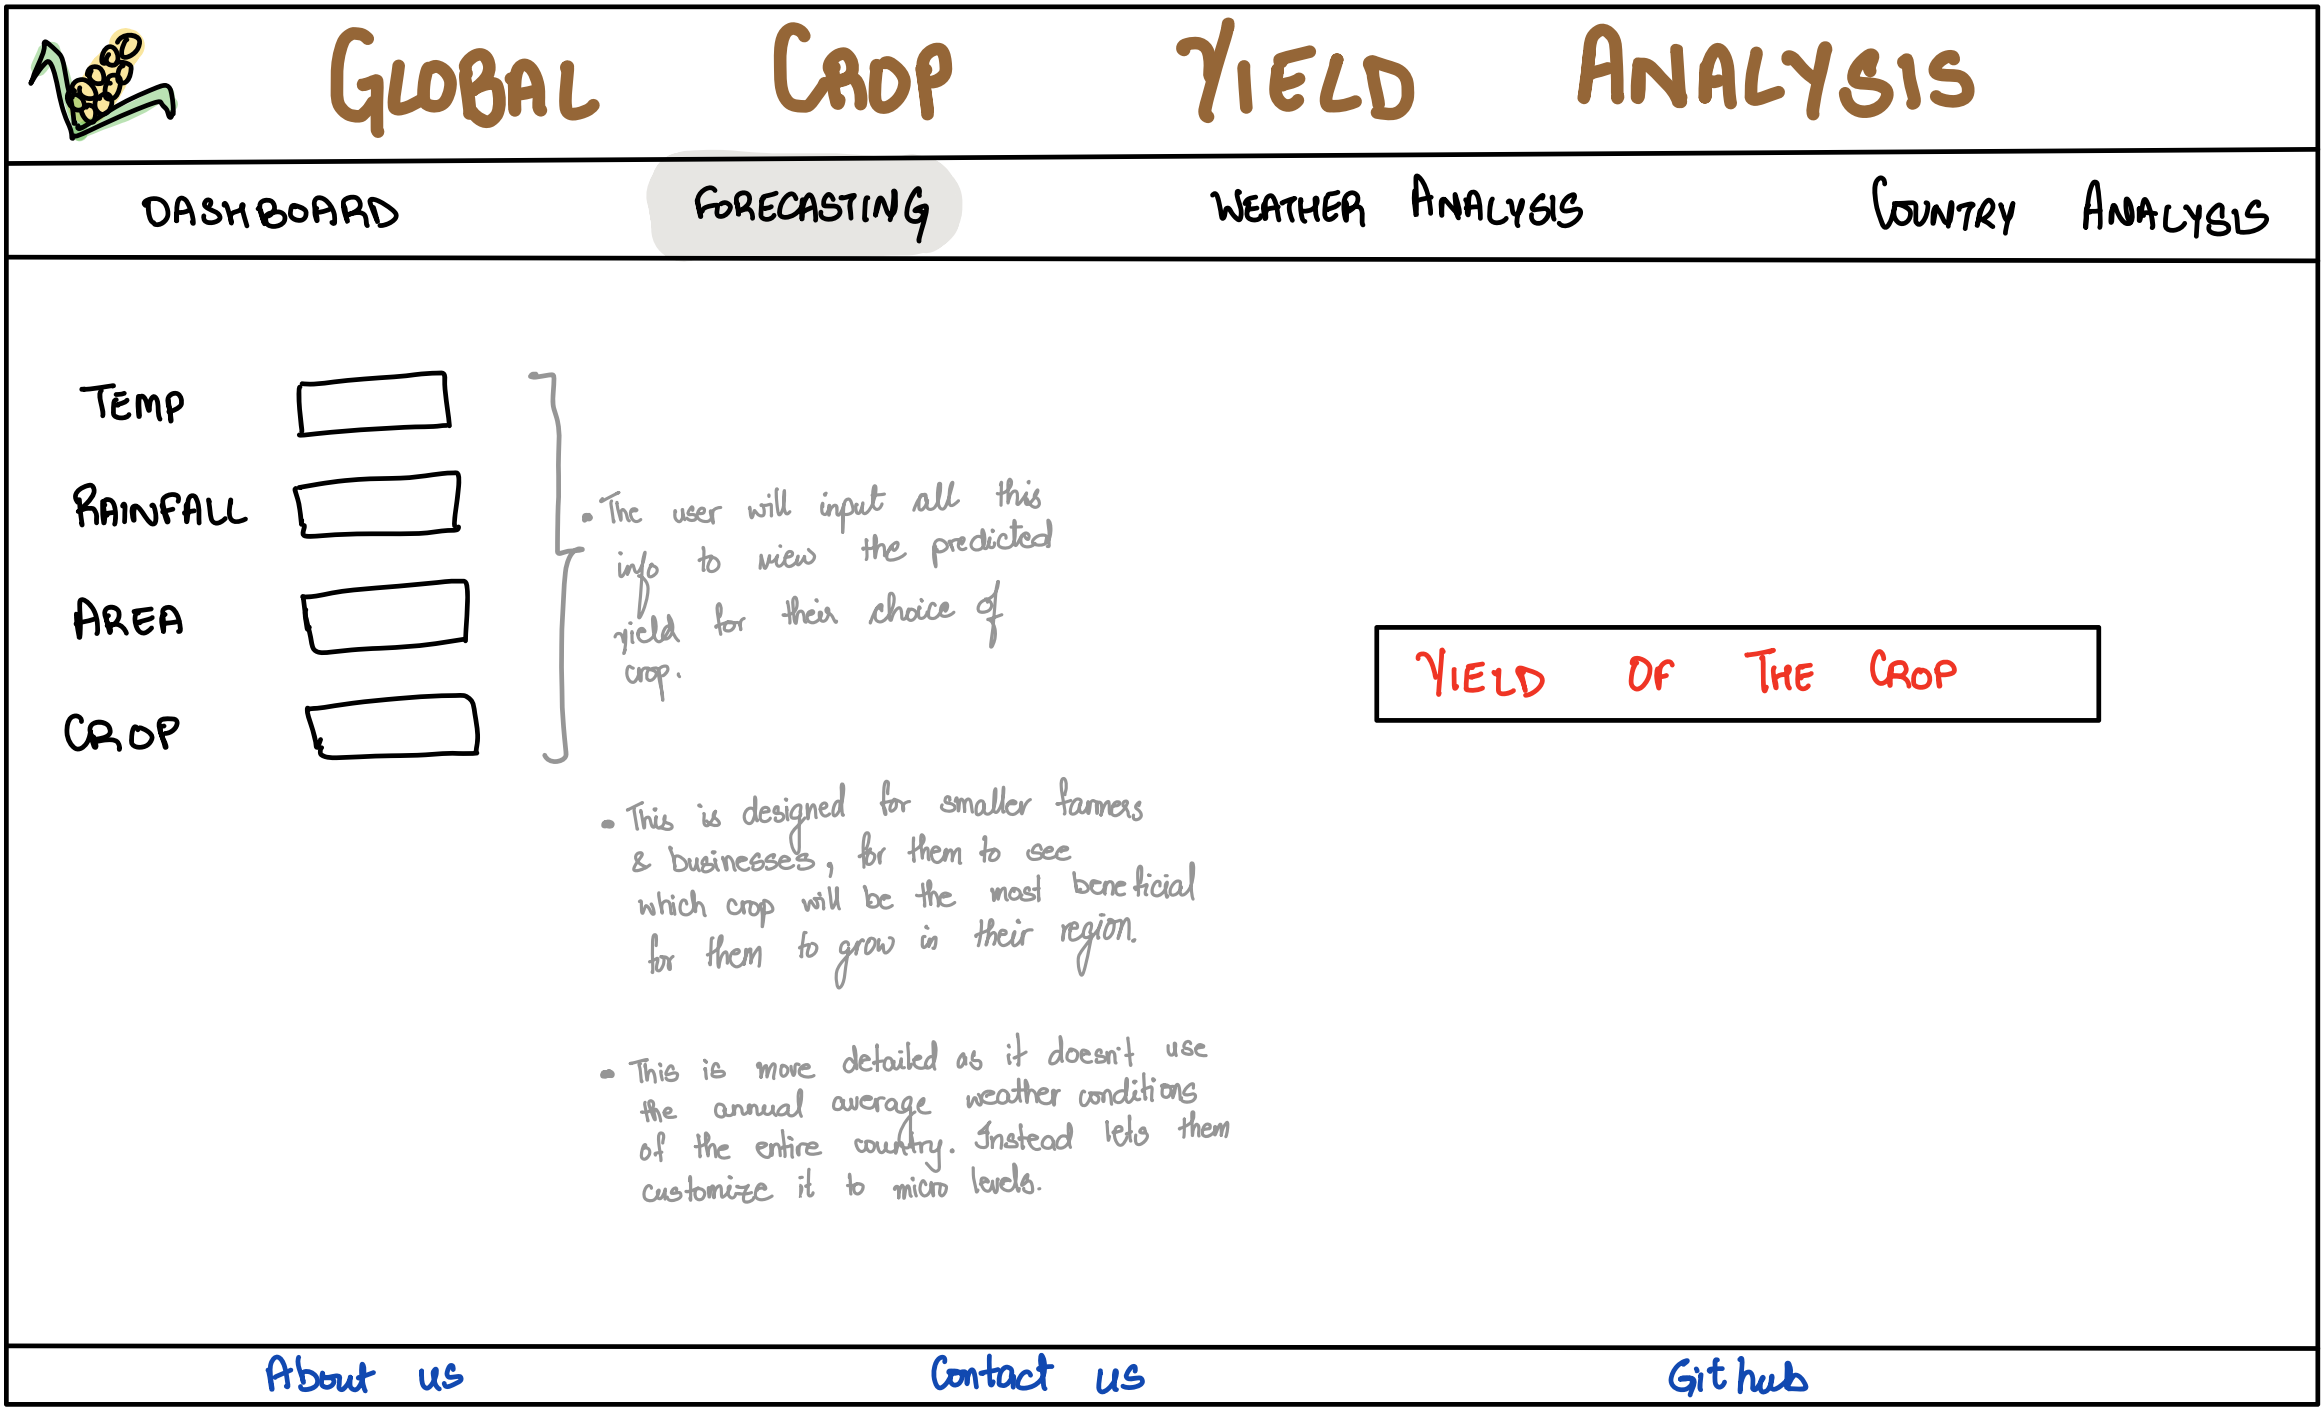 GLOBAL CROP YIELD ANALYSIS
DASHBOARD FORECASTING WEATHER ANALYSIS COUNTRY ANALYSIS
TEMP
RAINFALL
AREA
CROP
• The user will input all this
info to view the predicted
yield for their choice of
crop.
YIELD OF THE CROP
• This is designed for smaller farmers
& businesses, for them to see
which crop will be the most beneficial
for them to grow in their region.
• This is more detailed as it doesn't use
the annual average weather conditions
of the entire country. Instead lets them
customize it to micro levels.
About us Contact us Github